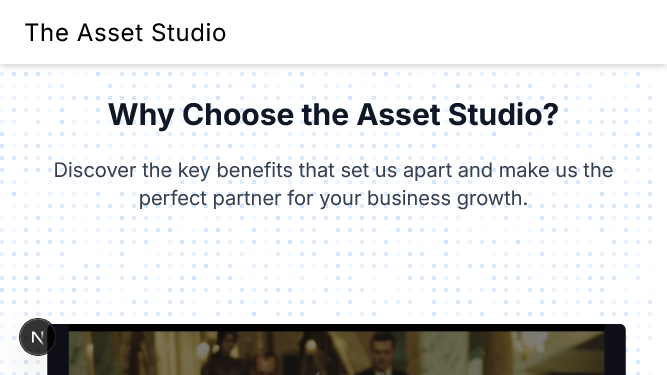 The Asset Studio
Why Choose the Asset Studio?
Discover the key benefits that set us apart and make us the
perfect partner for your business growth.
N